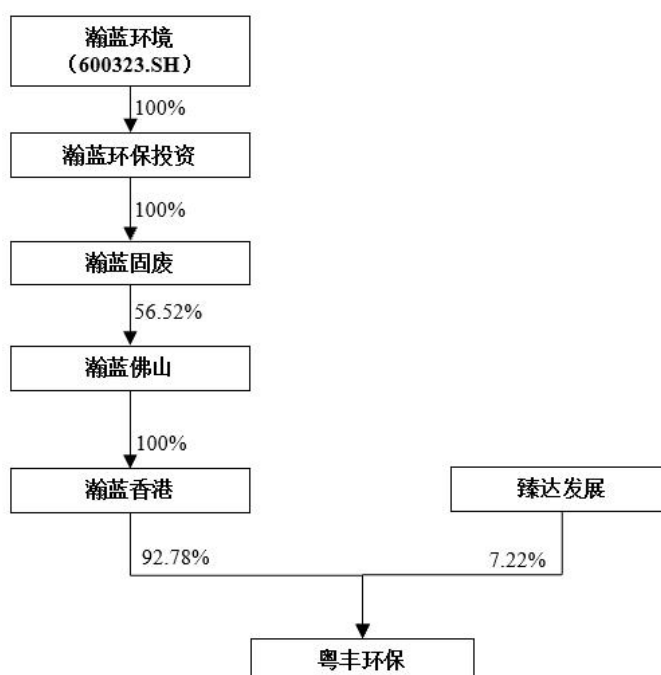 瀚蓝环境
（600323.SH）
100%
瀚蓝环保投资
100%
瀚蓝固废
56.52%
瀚蓝佛山
100%
瀚蓝香港
臻达发展
92.78%
7.22%
粤丰环保